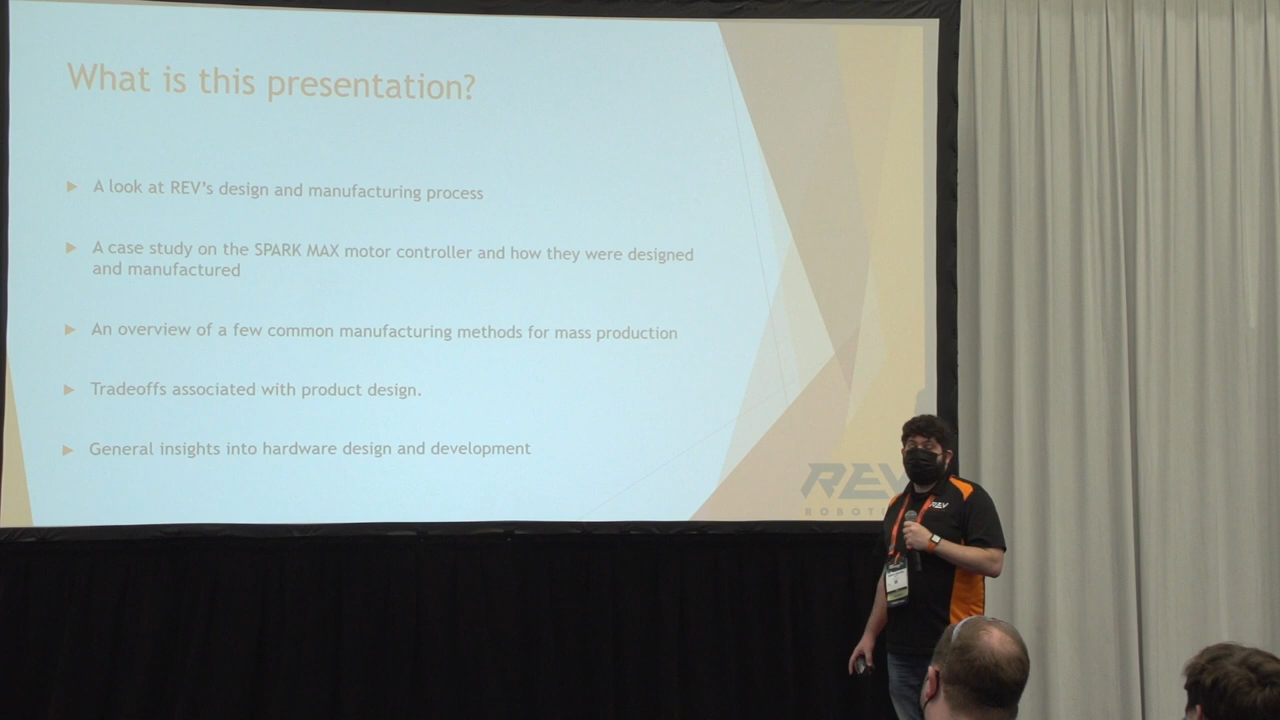 What is this presentation?
A look at REV's design and manufacturing process
A case study on the SPARK MAX motor controller and how they were designed
and manufactured
An overview of a few common manufacturing methods for mass production
Tradeoffs associated with product design.
General insights into hardware design and development
REV
REV